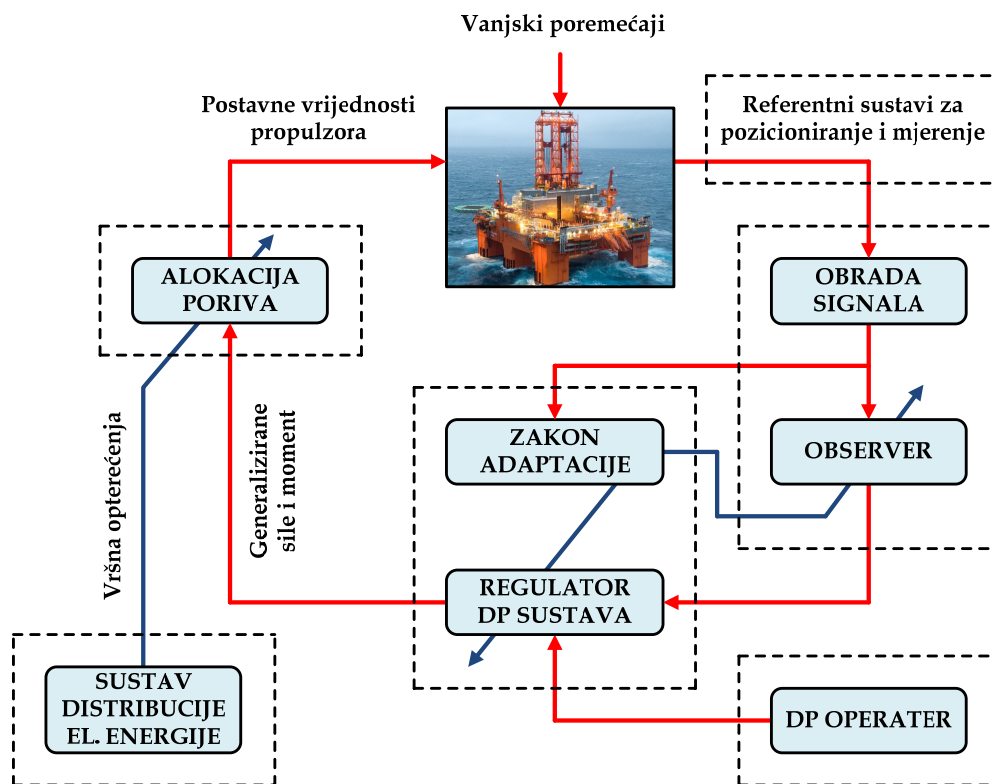 Vanjski poremećaji
Postavne vrijednosti
propulzora
Referentni sustavi za
pozicioniranje i mjerenje
ALOKACIJA
PORIVA
OBRADA
SIGNALA
Vršna opterećenja
Generalizirane
sile i moment
ZAKON
ADAPTACIJE
OBSERVER
REGULATOR
DP SUSTAVA
SUSTAV
DISTRIBUCIJE
EL. ENERGIJE
DP OPERATER